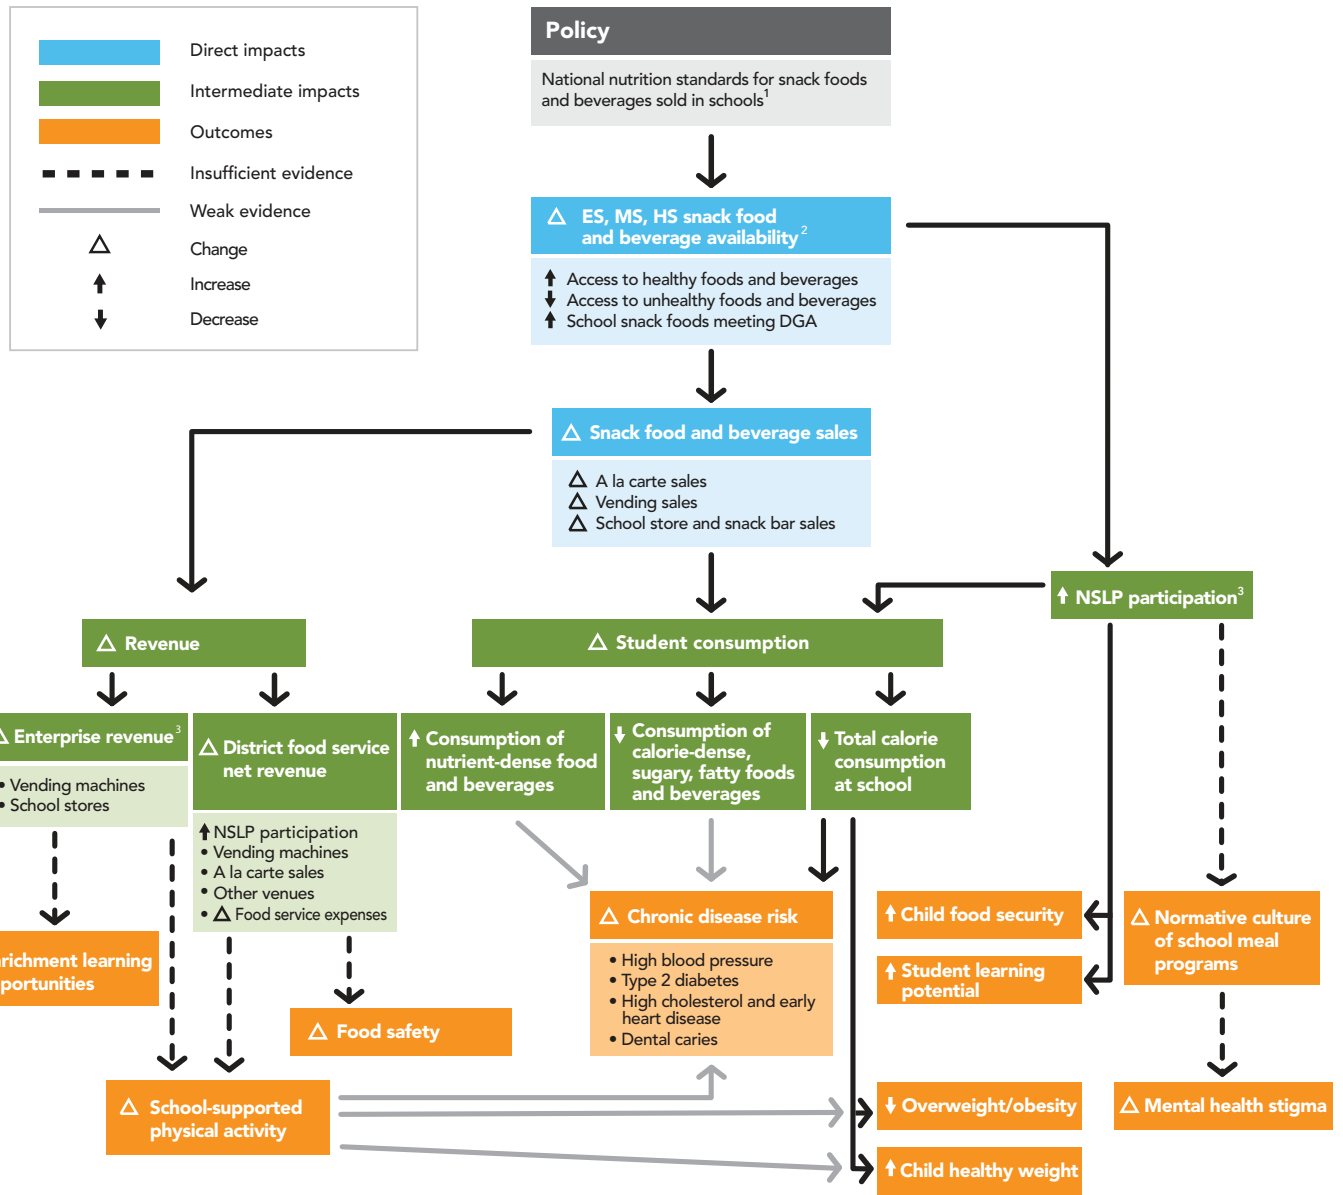 Direct impacts
Intermediate impacts
Outcomes
Insufficient evidence
Weak evidence
Change
Increase
Decrease
Policy
National nutrition standards for snack foods
and beverages sold in schools1
ES, MS, HS snack food
and beverage availability2
Access to healthy foods and beverages
Access to unhealthy foods and beverages
School snack foods meeting DGA
Snack food and beverage sales
A la carte sales
Vending sales
School store and snack bar sales
NSLP participation3
Revenue
Student consumption
Enterprise revenue3
• Vending machines
• School stores
District food service
net revenue
NSLP participation
• Vending machines
• A la carte sales
• Other venues
• Food service expenses
Consumption of
nutrient-dense food
and beverages
Consumption of
calorie-dense,
sugary, fatty foods
and beverages
Total calorie
consumption
at school
Chronic disease risk
• High blood pressure
• Type 2 diabetes
• High cholesterol and early
heart disease
• Dental caries
Child food security
Student learning
potential
Normative culture
of school meal
programs
richment learning
portunities
Food safety
School-supported
physical activity
Overweight/obesity
Child healthy weight
Mental health stigma